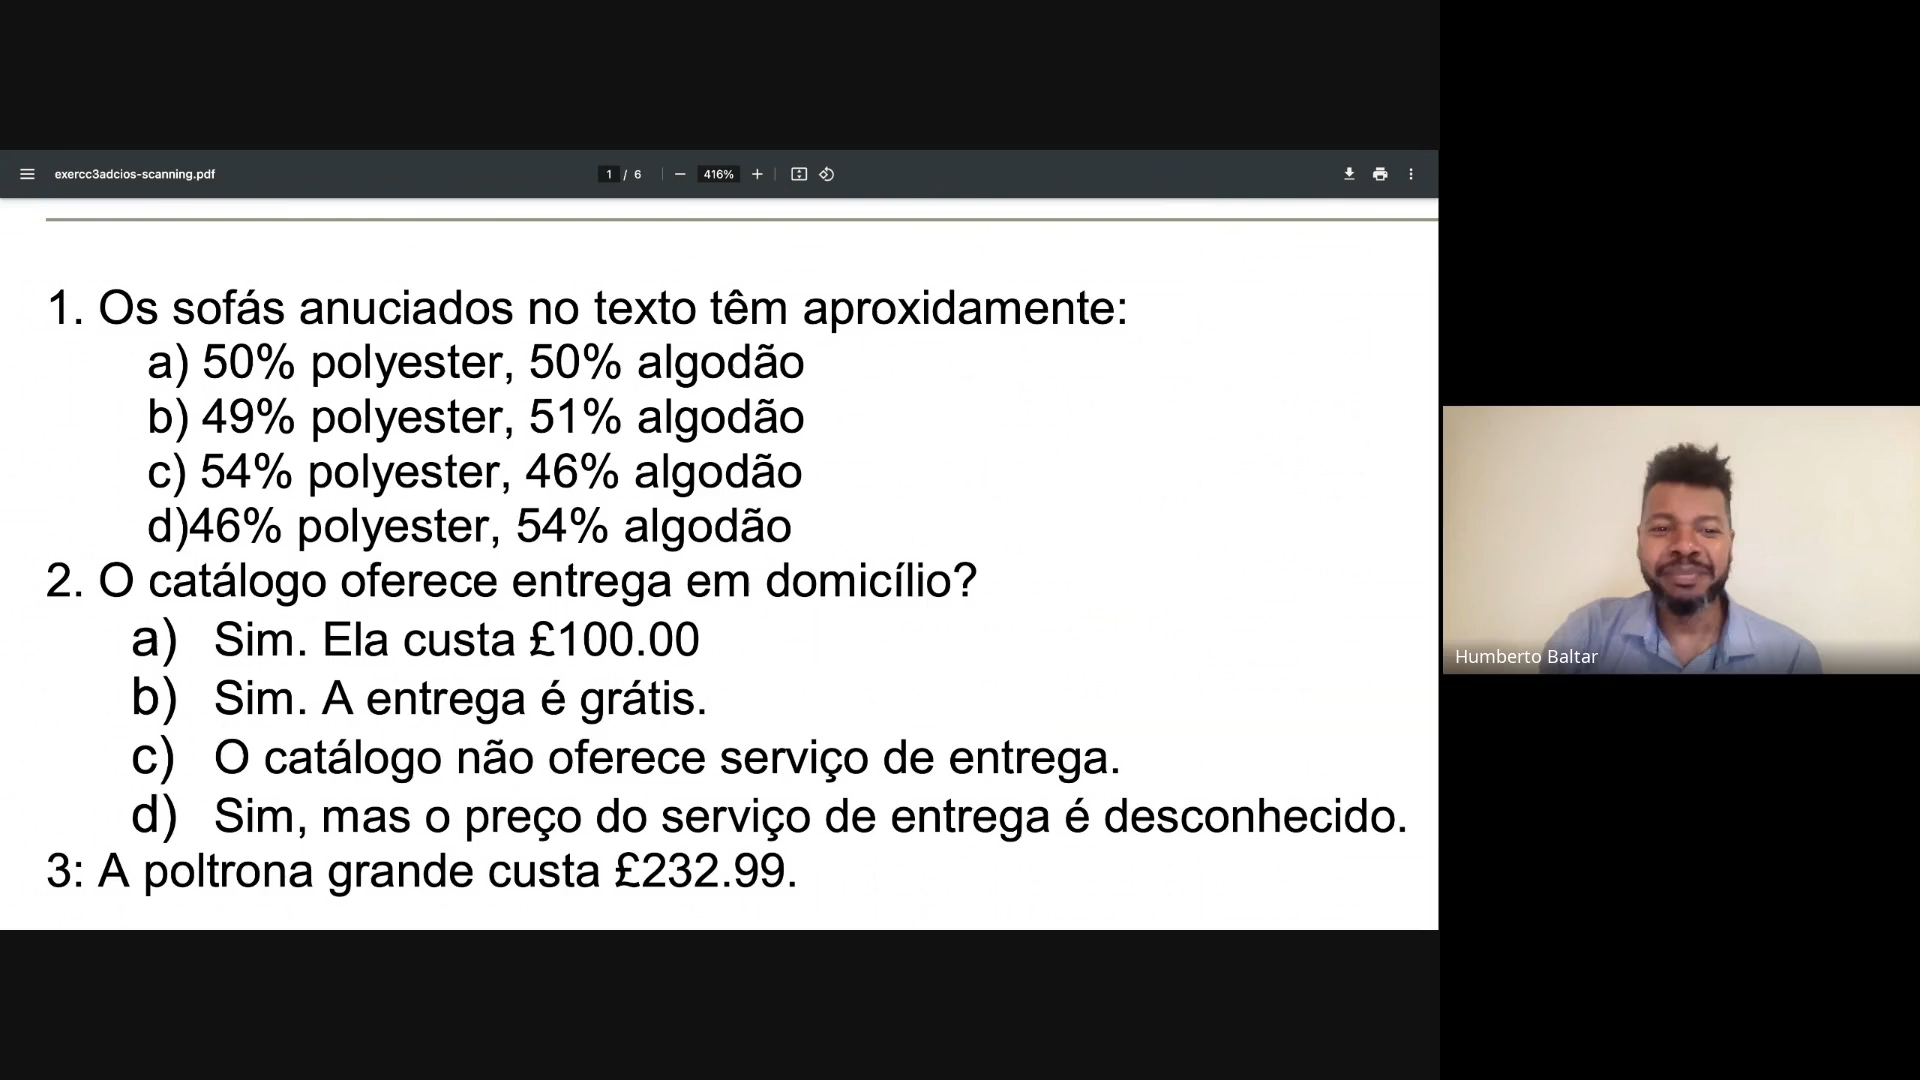 exercc3adcios-scanning.pdf
1 / 6
416%
1. Os sofás anuciados no texto têm aproxidamente:
a) 50% polyester, 50% algodão
b) 49% polyester, 51% algodão
c) 54% polyester, 46% algodão
d)46% polyester, 54% algodão
2. O catálogo oferece entrega em domicílio?
a) Sim. Ela custa £100.00
b) Sim. A entrega é grátis.
c) O catálogo não oferece serviço de entrega.
d) Sim, mas o preço do serviço de entrega é desconhecido.
3: A poltrona grande custa £232.99.
Humberto Baltar